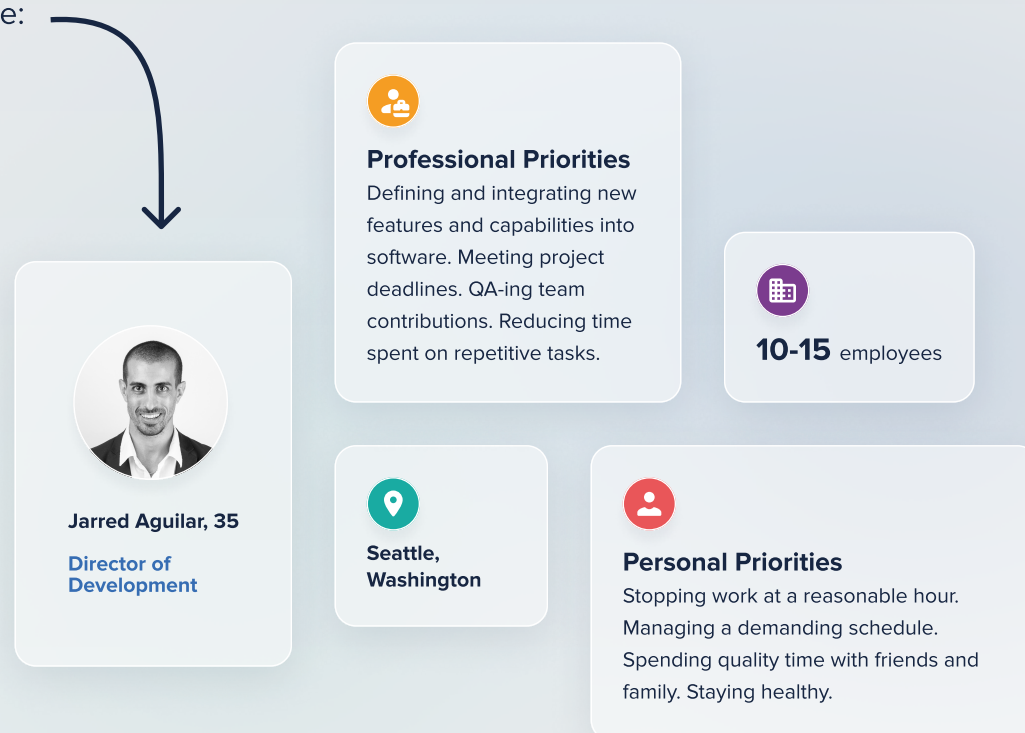 e:
Professional Priorities
Defining and integrating new
features and capabilities into
software. Meeting project
deadlines. QA-ing team
contributions. Reducing time
spent on repetitive tasks.
10-15 employees
Jarred Aguilar, 35
Director of
Development
Seattle,
Washington
Personal Priorities
Stopping work at a reasonable hour.
Managing a demanding schedule.
Spending quality time with friends and
family. Staying healthy.